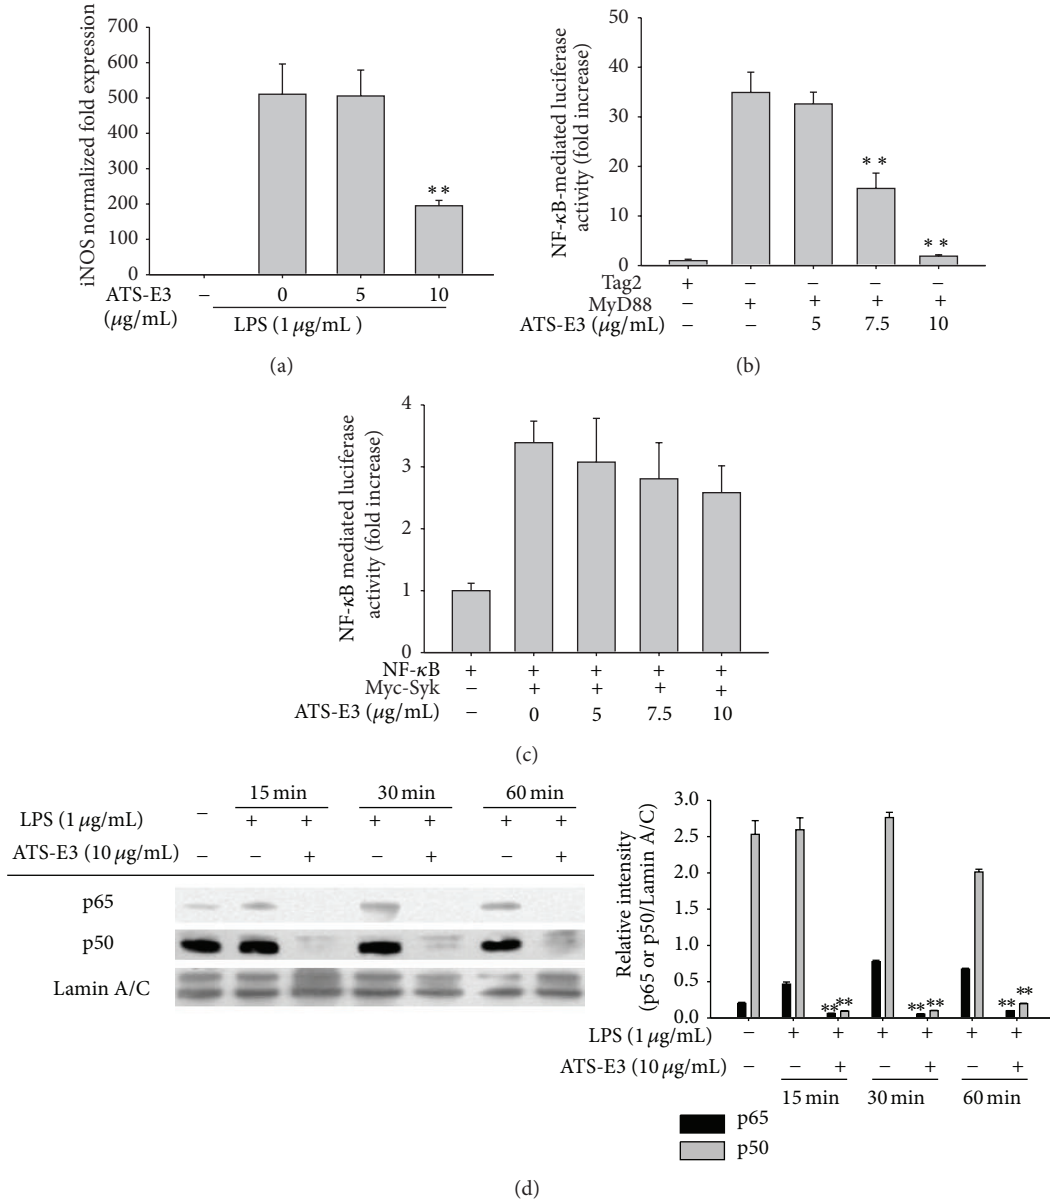 iNOS normalized fold expression
700
600
500
400
300
200
100
0
**
ATS-E3
(μg/mL)
– 0 5 10
LPS (1 μg/mL )
(a)
NF-κB-mediated luciferase
activity (fold increase)
50
40
30
20
10
0
**
**
Tag2 + – – – –
MyD88 – + + + +
ATS-E3 (μg/mL) – – 5 7.5 10
(b)
NF-κB mediated luciferase
activity (fold increase)
4
3
2
1
0
NF-κB + + + + +
Myc-Syk – + + + +
ATS-E3 (μg/mL) – 0 5 7.5 10
(c)
15 min 30 min 60 min
LPS (1 μg/mL) – + + + + + +
ATS-E3 (10 μg/mL) – – + – + – +
p65
p50
Lamin A/C
Relative intensity
(p65 or p50/Lamin A/C)
3.0
2.5
2.0
1.5
1.0
0.5
0.0
** ** ** ** ** **
LPS (1 μg/mL) – + + + + + +
ATS-E3 (10 μg/mL) – – + – + – +
15 min 30 min 60 min
p65
p50
(d)